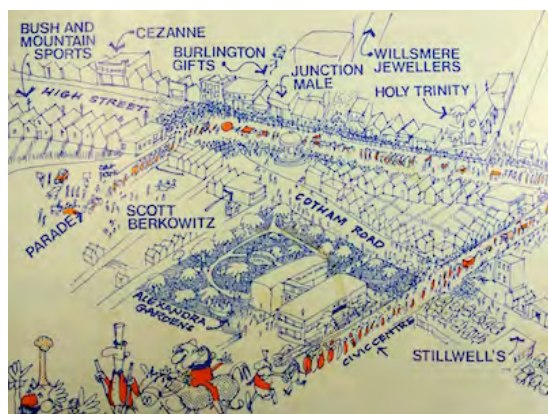 BUSH AND
MOUNTAIN
SPORTS
CEZANNE
BURLINGTON
GIFTS
WILLSMERE
JEWELLERS
JUNCTION
MALE
HOLY TRINITY
HIGH STREET
SCOTT
BERKOWITZ
PARADE
COTHAM ROAD
ALEXANDRA
GARDENS
CIVIC CENTRE
STILLWELL'S